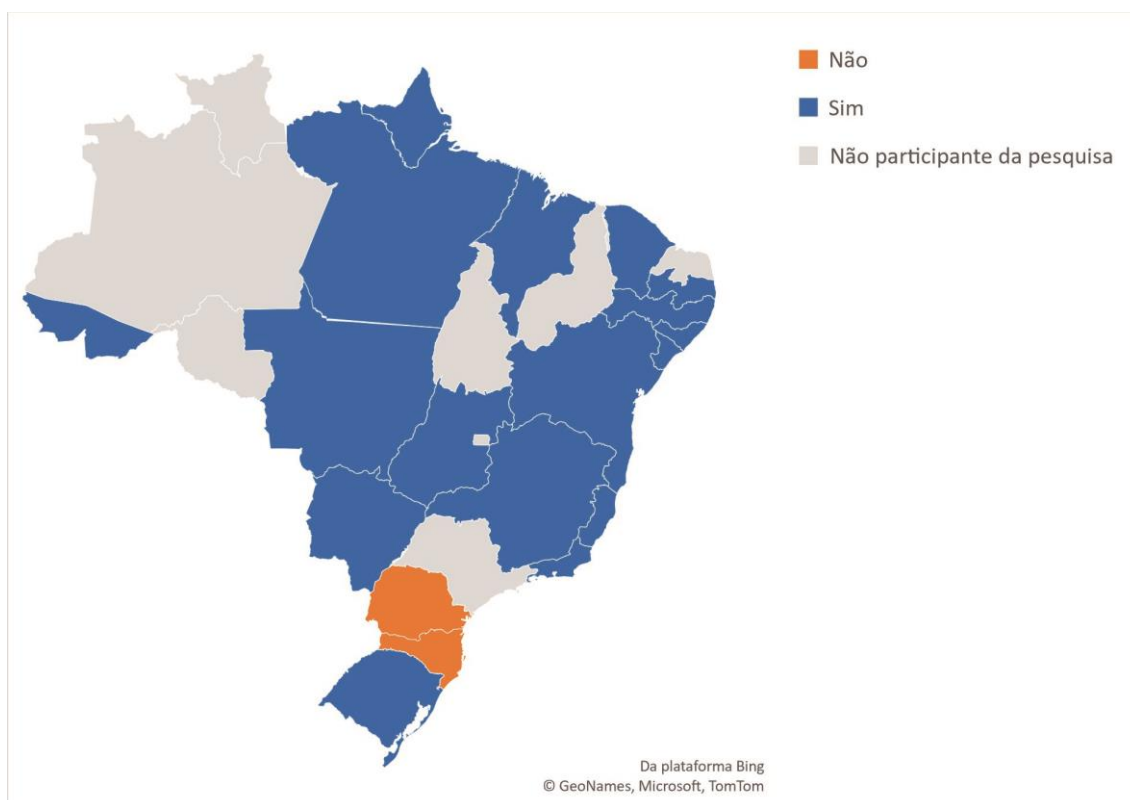 Não
Sim
Não participante da pesquisa
Da plataforma Bing
© GeoNames, Microsoft, TomTom